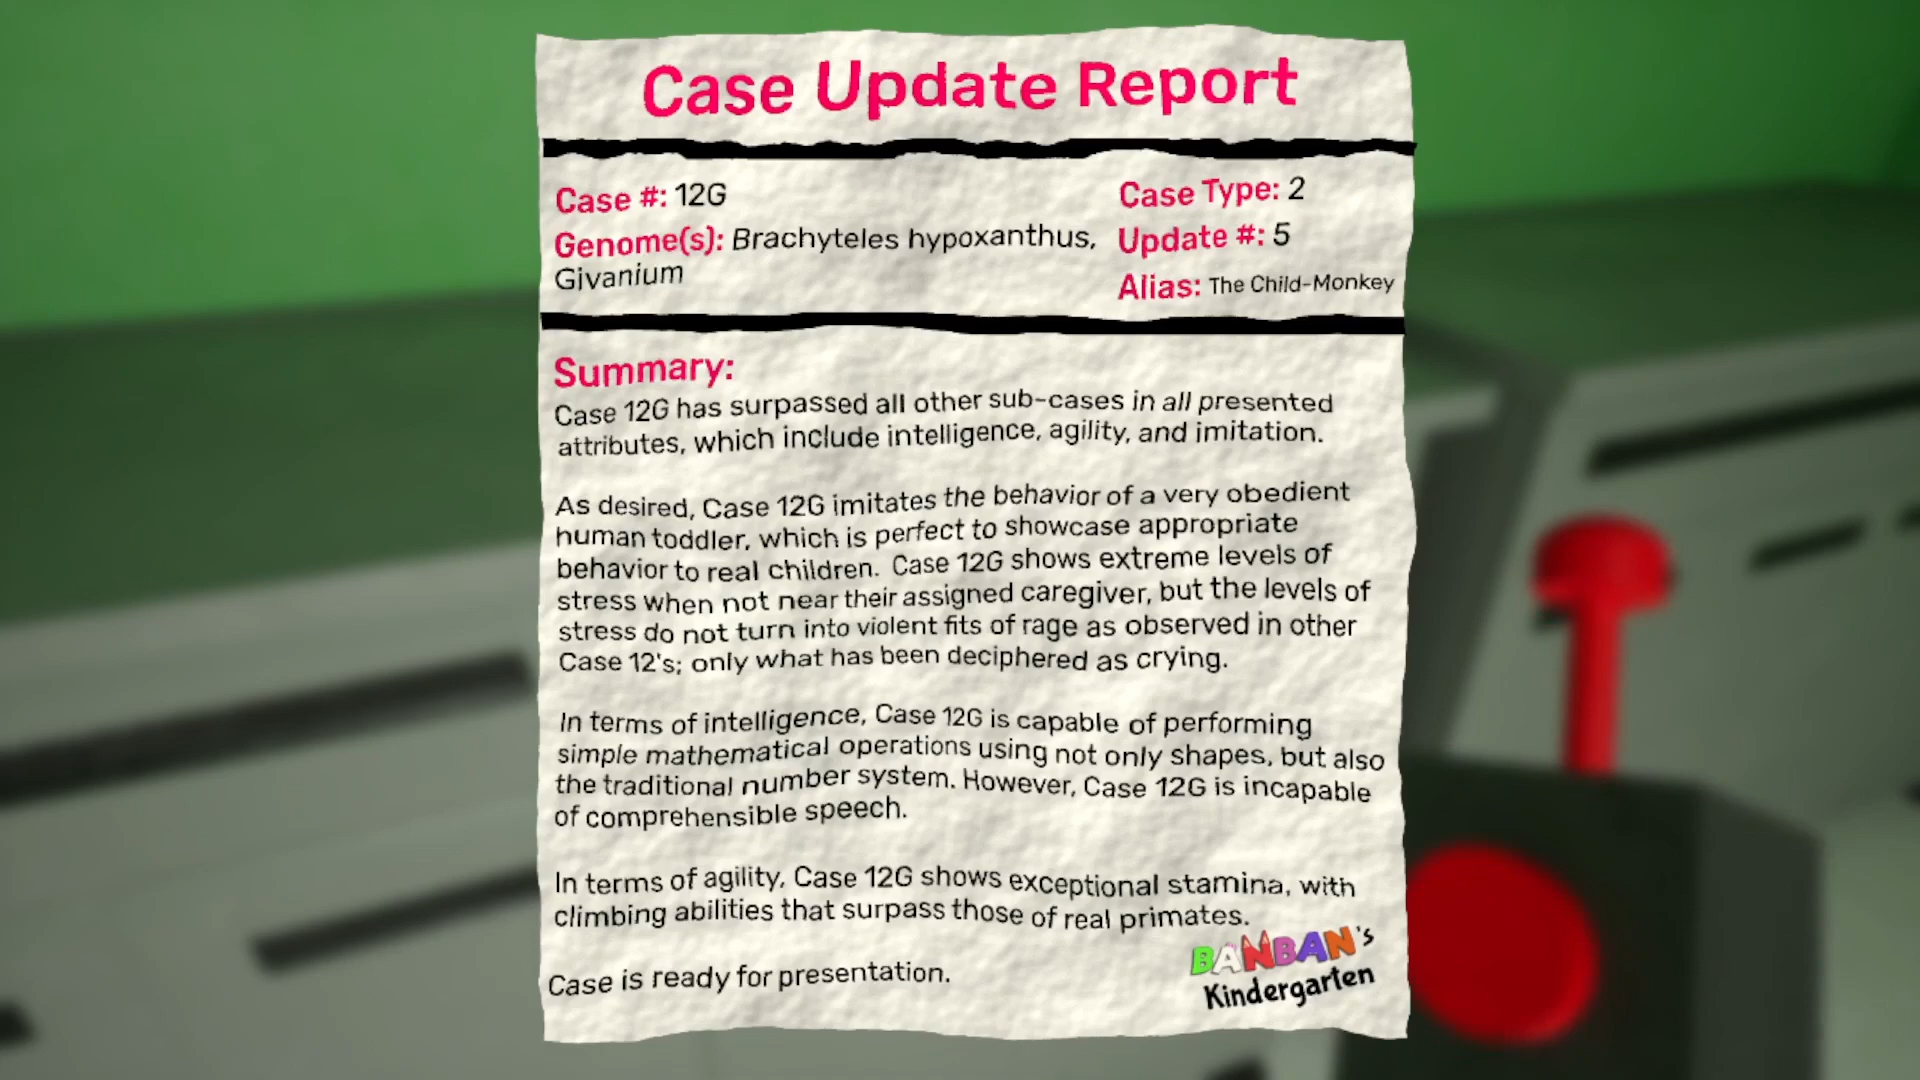 Case Update Report
Case #: 12G
Case Type: 2
Genome(s): Brachyteles hypoxanthus,
Givanium
Update #: 5
Alias: The Child-Monkey
Summary:
Case 12G has surpassed all other sub-cases in all presented
attributes, which include intelligence, agility, and imitation.
As desired, Case 12G imitates the behavior of a very obedient
human toddler, which is perfect to showcase appropriate
behavior to real children. Case 12G shows extreme levels of
stress when not near their assigned caregiver, but the levels of
stress do not turn into violent fits of rage as observed in other
Case 12's; only what has been deciphered as crying.
In terms of intelligence, Case 12G is capable of performing
simple mathematical operations using not only shapes, but also
the traditional number system. However, Case 12G is incapable
of comprehensible speech.
In terms of agility, Case 12G shows exceptional stamina, with
climbing abilities that surpass those of real primates.
Case is ready for presentation.
BANBAN's
Kindergarten